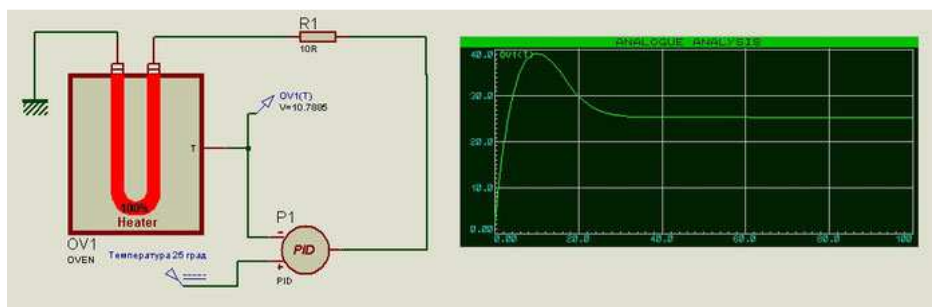 R1
10R
OV1(T)
V=10.7885
T
100%
Heater
OV1
OVEN
Температура 25 град
P1
-
PID
+
PID
ANALOGUE ANALYSIS
40.0
OV1(T)
30.0
20.0
10.0
0.00
0.00
20.0
40.0
60.0
80.0
100